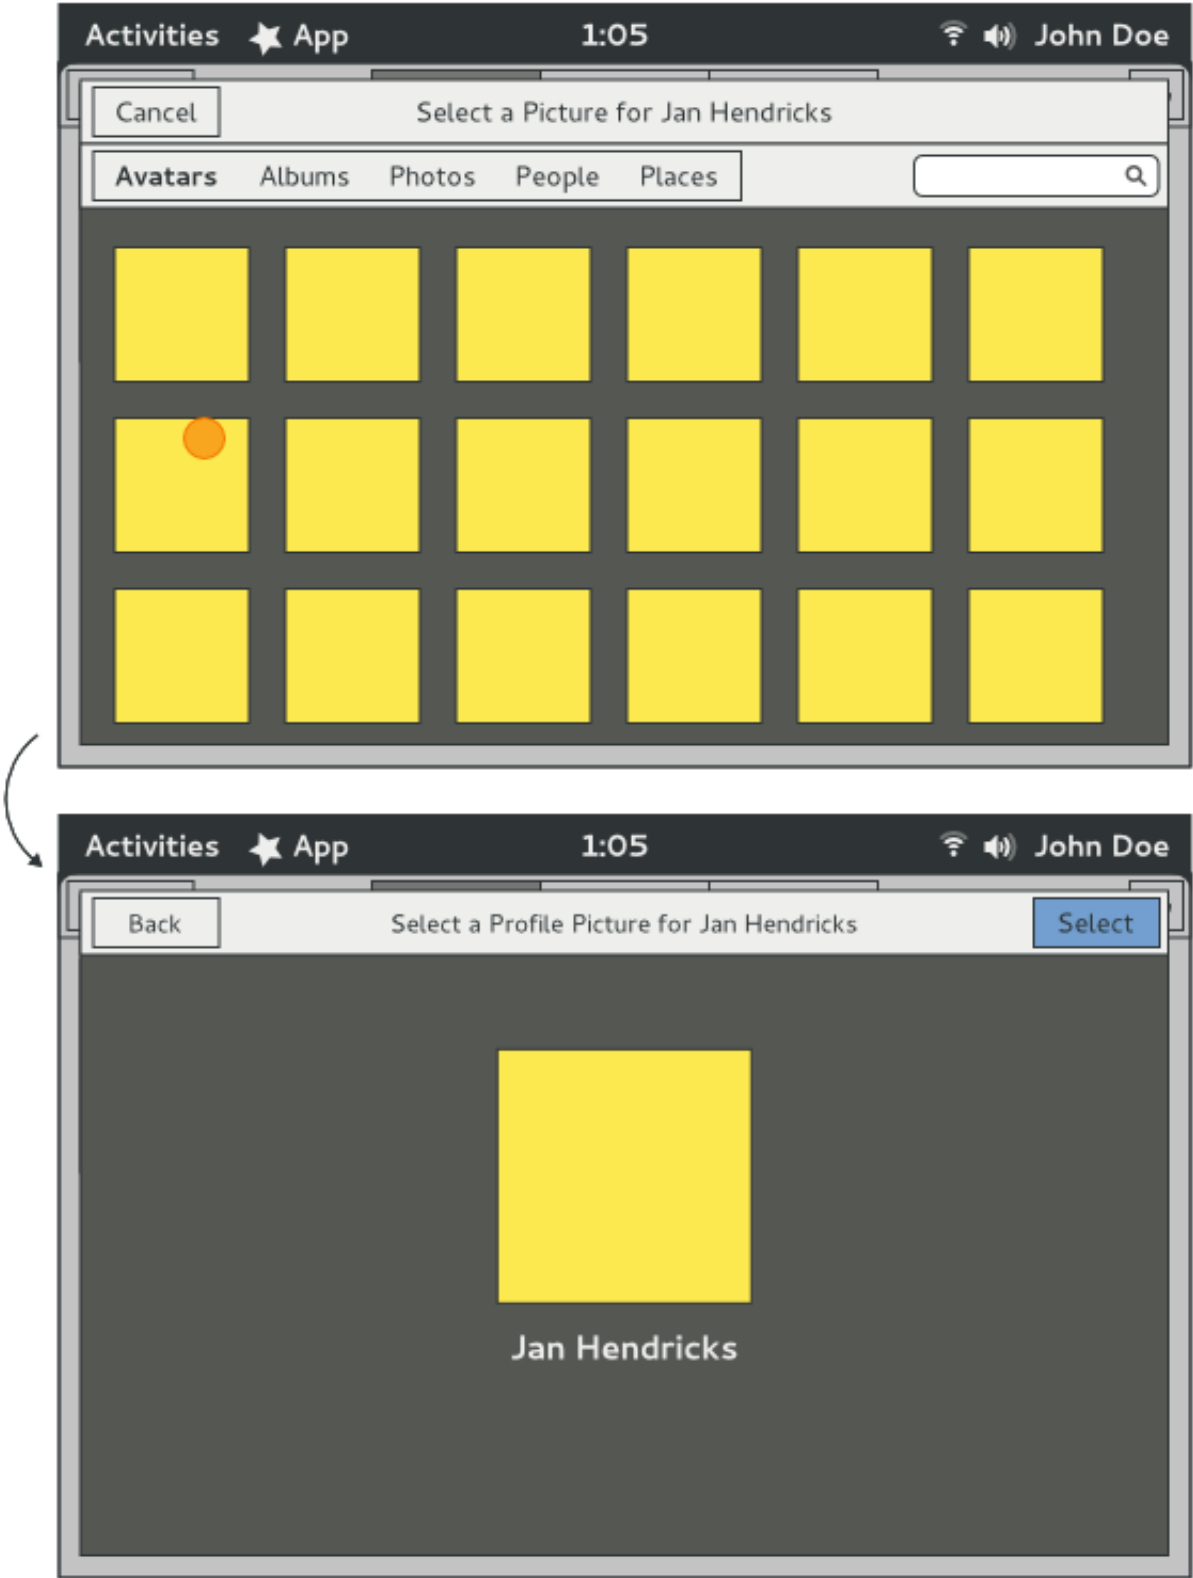 Activities App 1:05 John Doe
Cancel Select a Picture for Jan Hendricks
Avatars Albums Photos People Places
Activities App 1:05 John Doe
Back Select a Profile Picture for Jan Hendricks Select
Jan Hendricks